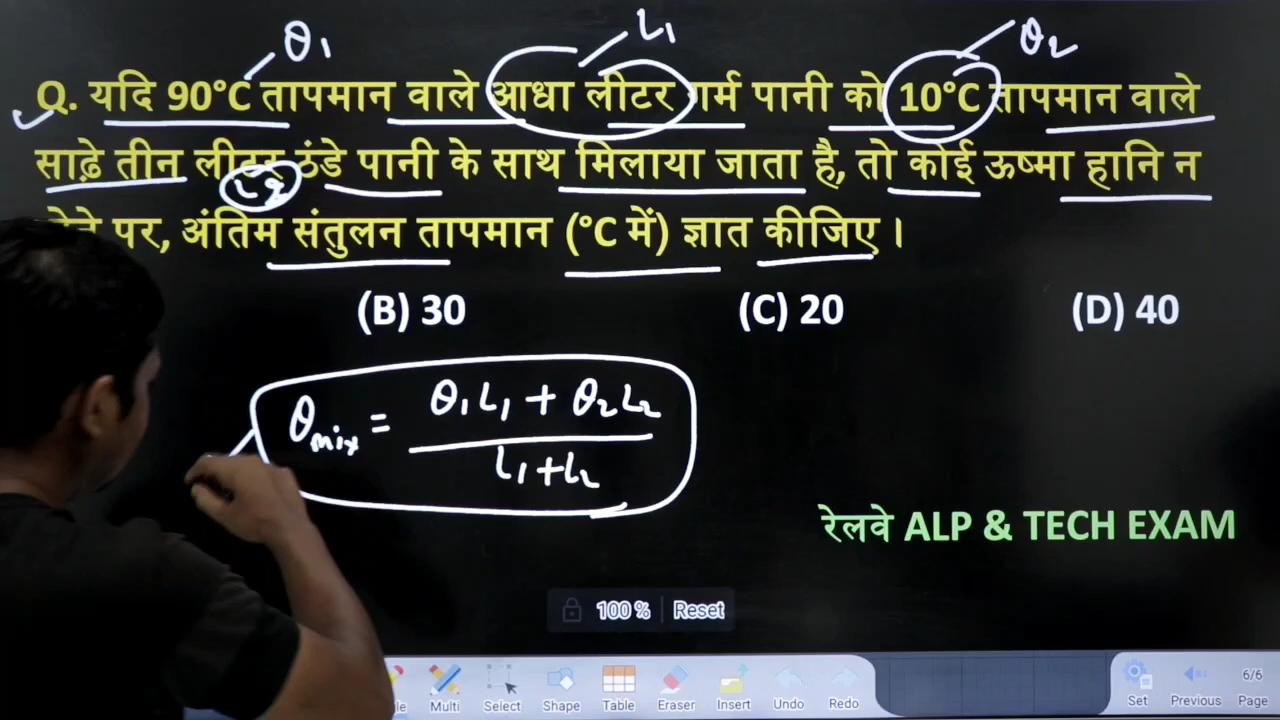 θ₁ L₁ θ₂
Q. यदि 90°C तापमान वाले आधा लीटर गर्म पानी को 10°C तापमान वाले
साढ़े तीन लीटर ठंडे पानी के साथ मिलाया जाता है, तो कोई ऊष्मा हानि न
L₂
पर, अंतिम संतुलन तापमान (°C में) ज्ञात कीजिए ।
(B) 30 (C) 20 (D) 40
θmix = θ₁L₁ + θ₂L₂
L₁+L₂
रेलवे ALP & TECH EXAM
100 % Reset
Multi Select Shape Table Eraser Insert Undo Redo Set Previous Page
6/6